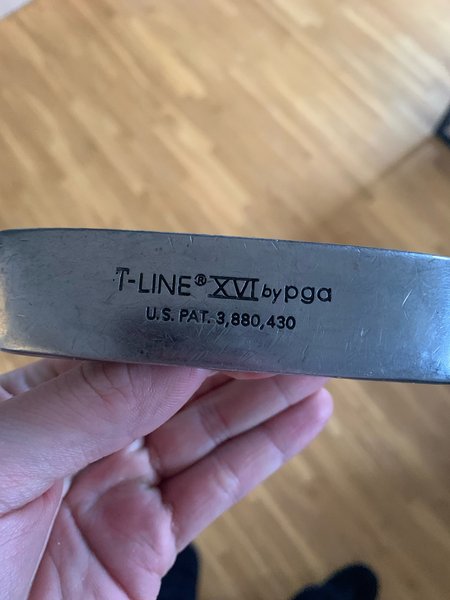 T-LINE® XVI by pga
U.S. PAT. 3,880,430